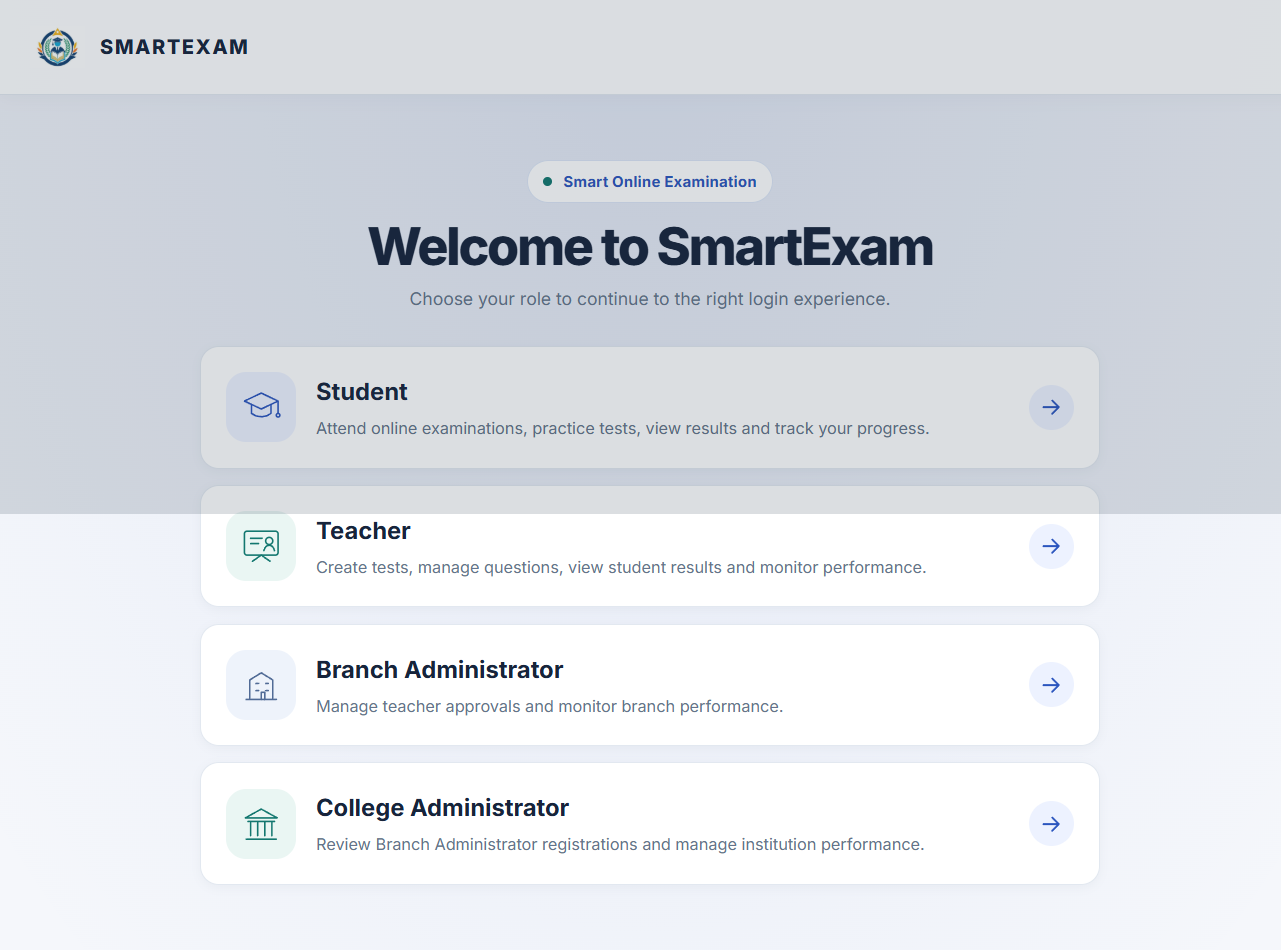 SMARTEXAM
Smart Online Examination
Welcome to SmartExam
Choose your role to continue to the right login experience.
Student
Attend online examinations, practice tests, view results and track your progress.
Teacher
Create tests, manage questions, view student results and monitor performance.
Branch Administrator
Manage teacher approvals and monitor branch performance.
College Administrator
Review Branch Administrator registrations and manage institution performance.